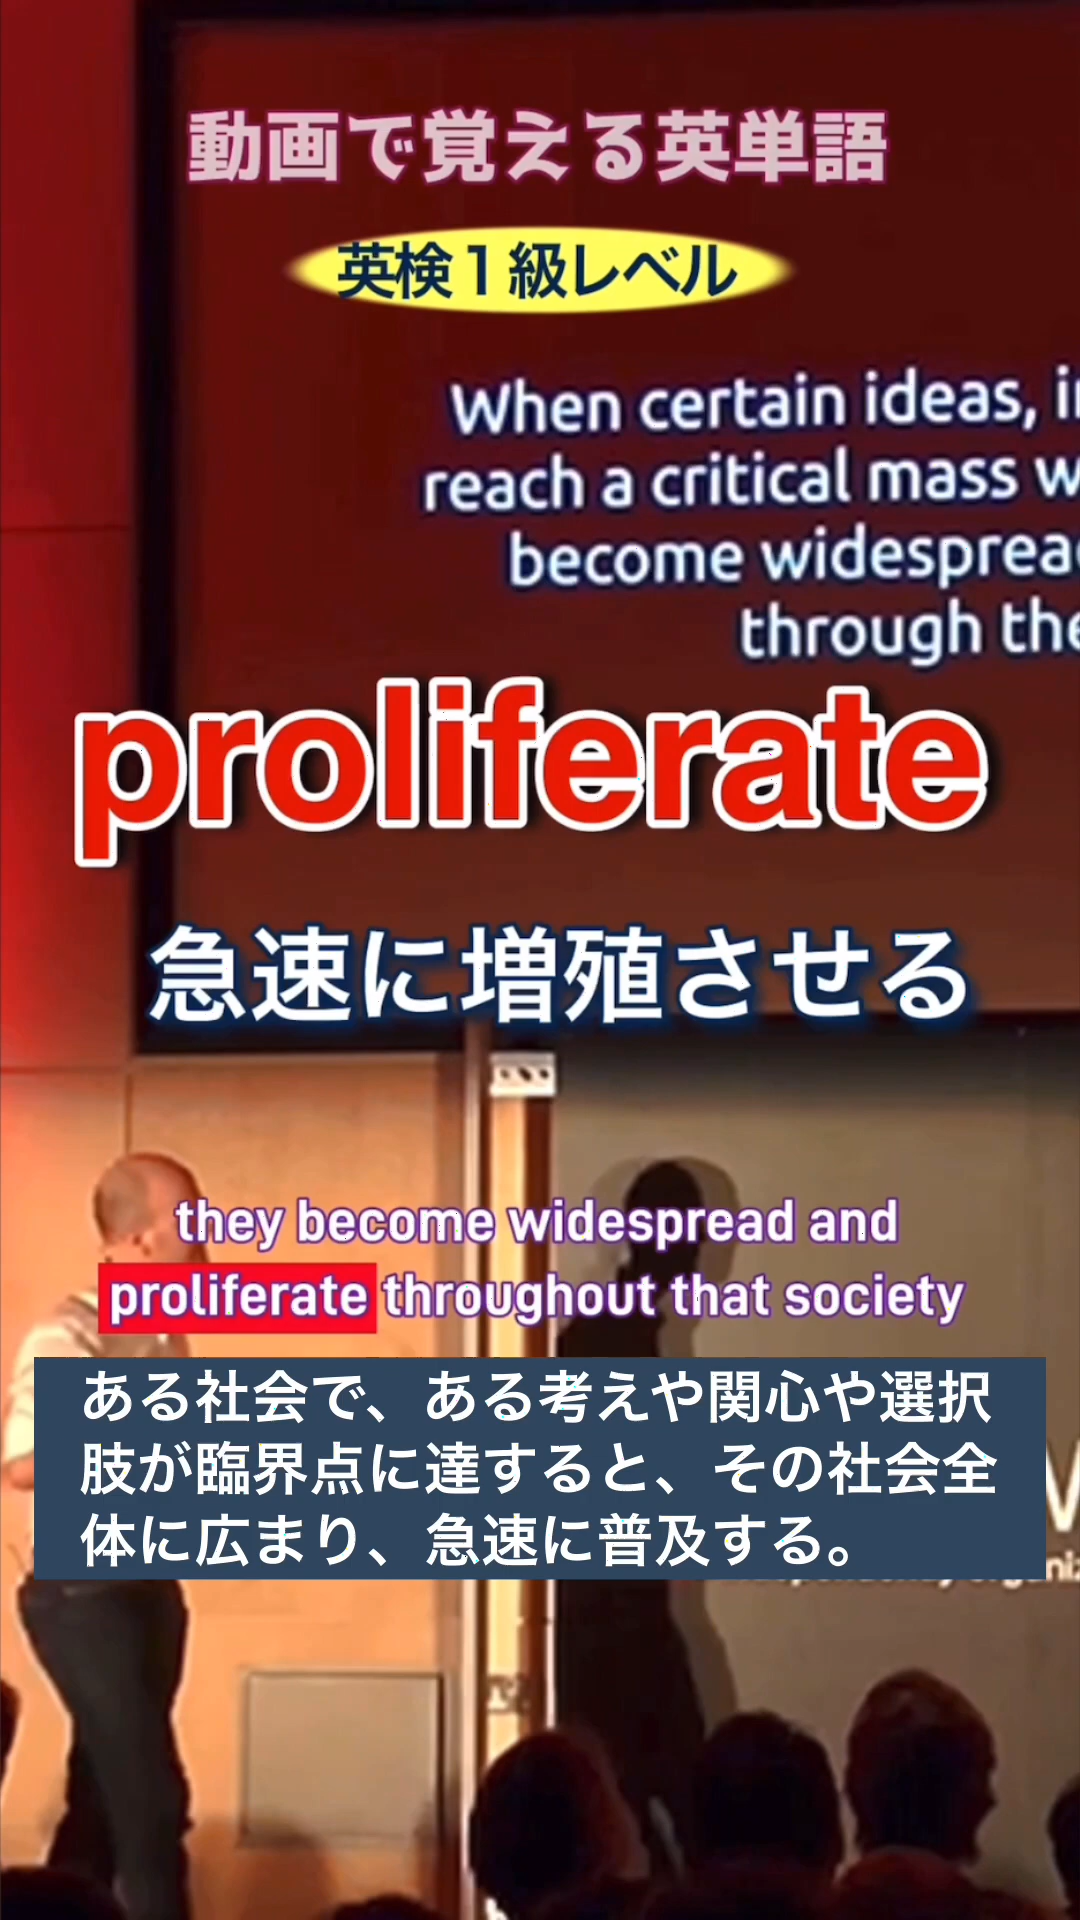 動画で覚える英単語
英検１級レベル
When certain ideas,
reach a critical mass
become
through
proliferate
急速に増殖させる
they become widespread and
proliferate throughout that society
ある社会で、ある考えや関心や選択
肢が臨界点に達すると、その社会全
体に広まり、急速に普及する。